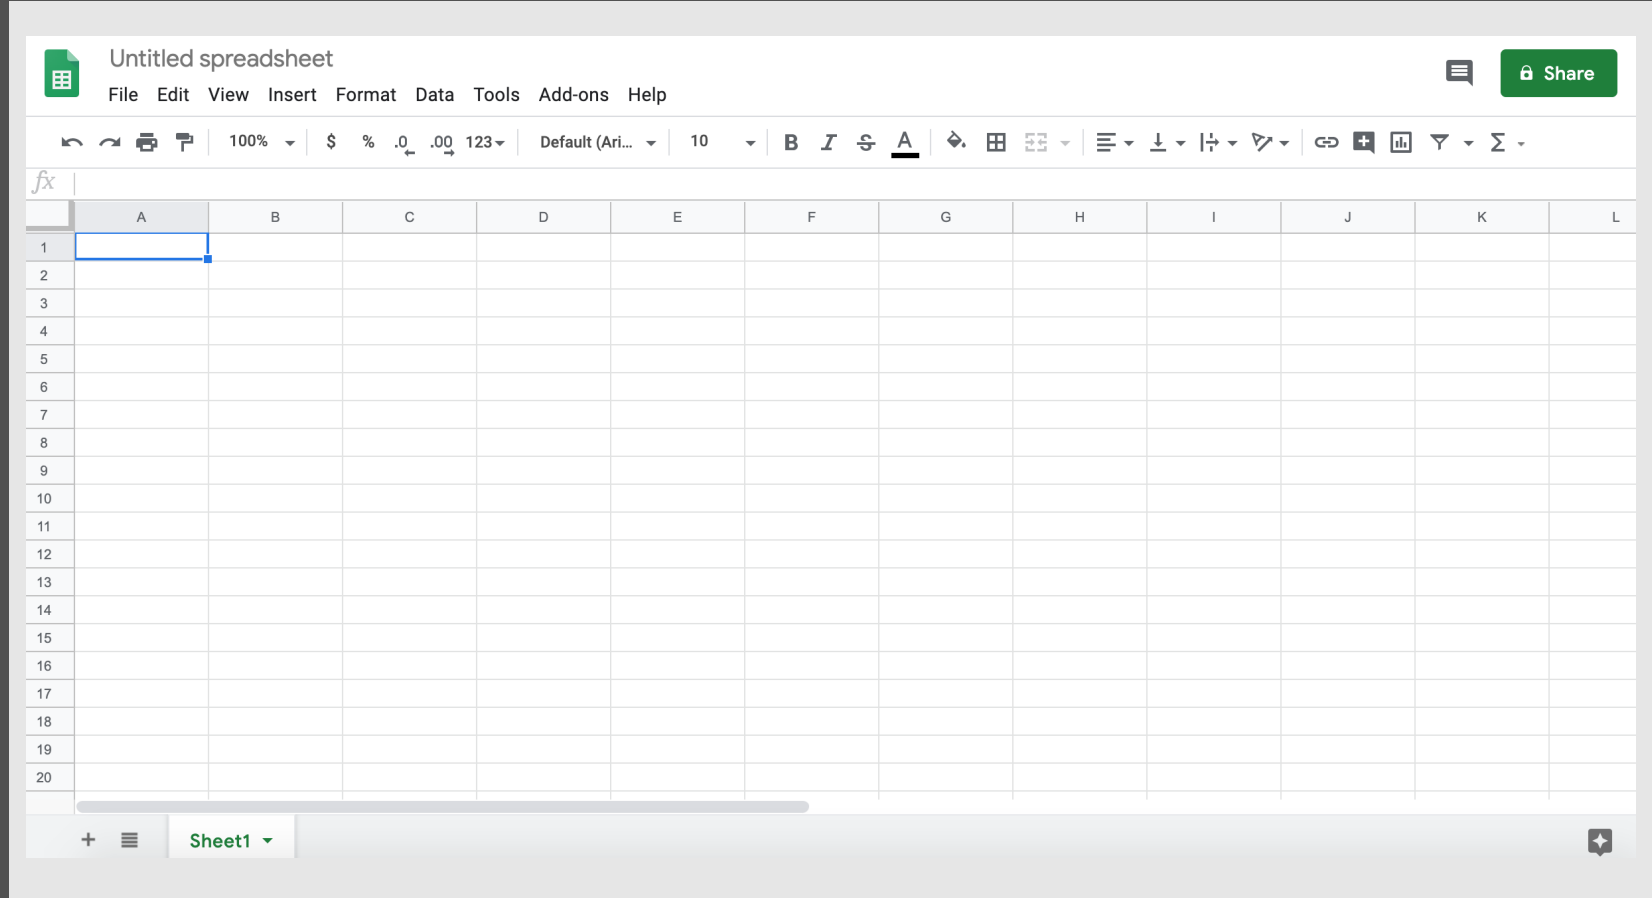 Untitled spreadsheet
File Edit View Insert Format Data Tools Add-ons Help
Share
100% $ % .0 .00 123 Default (Ari... 10 B I S A Σ
fx
A B C D E F G H I J K L
1
2
3
4
5
6
7
8
9
10
11
12
13
14
15
16
17
18
19
20
+ Sheet1